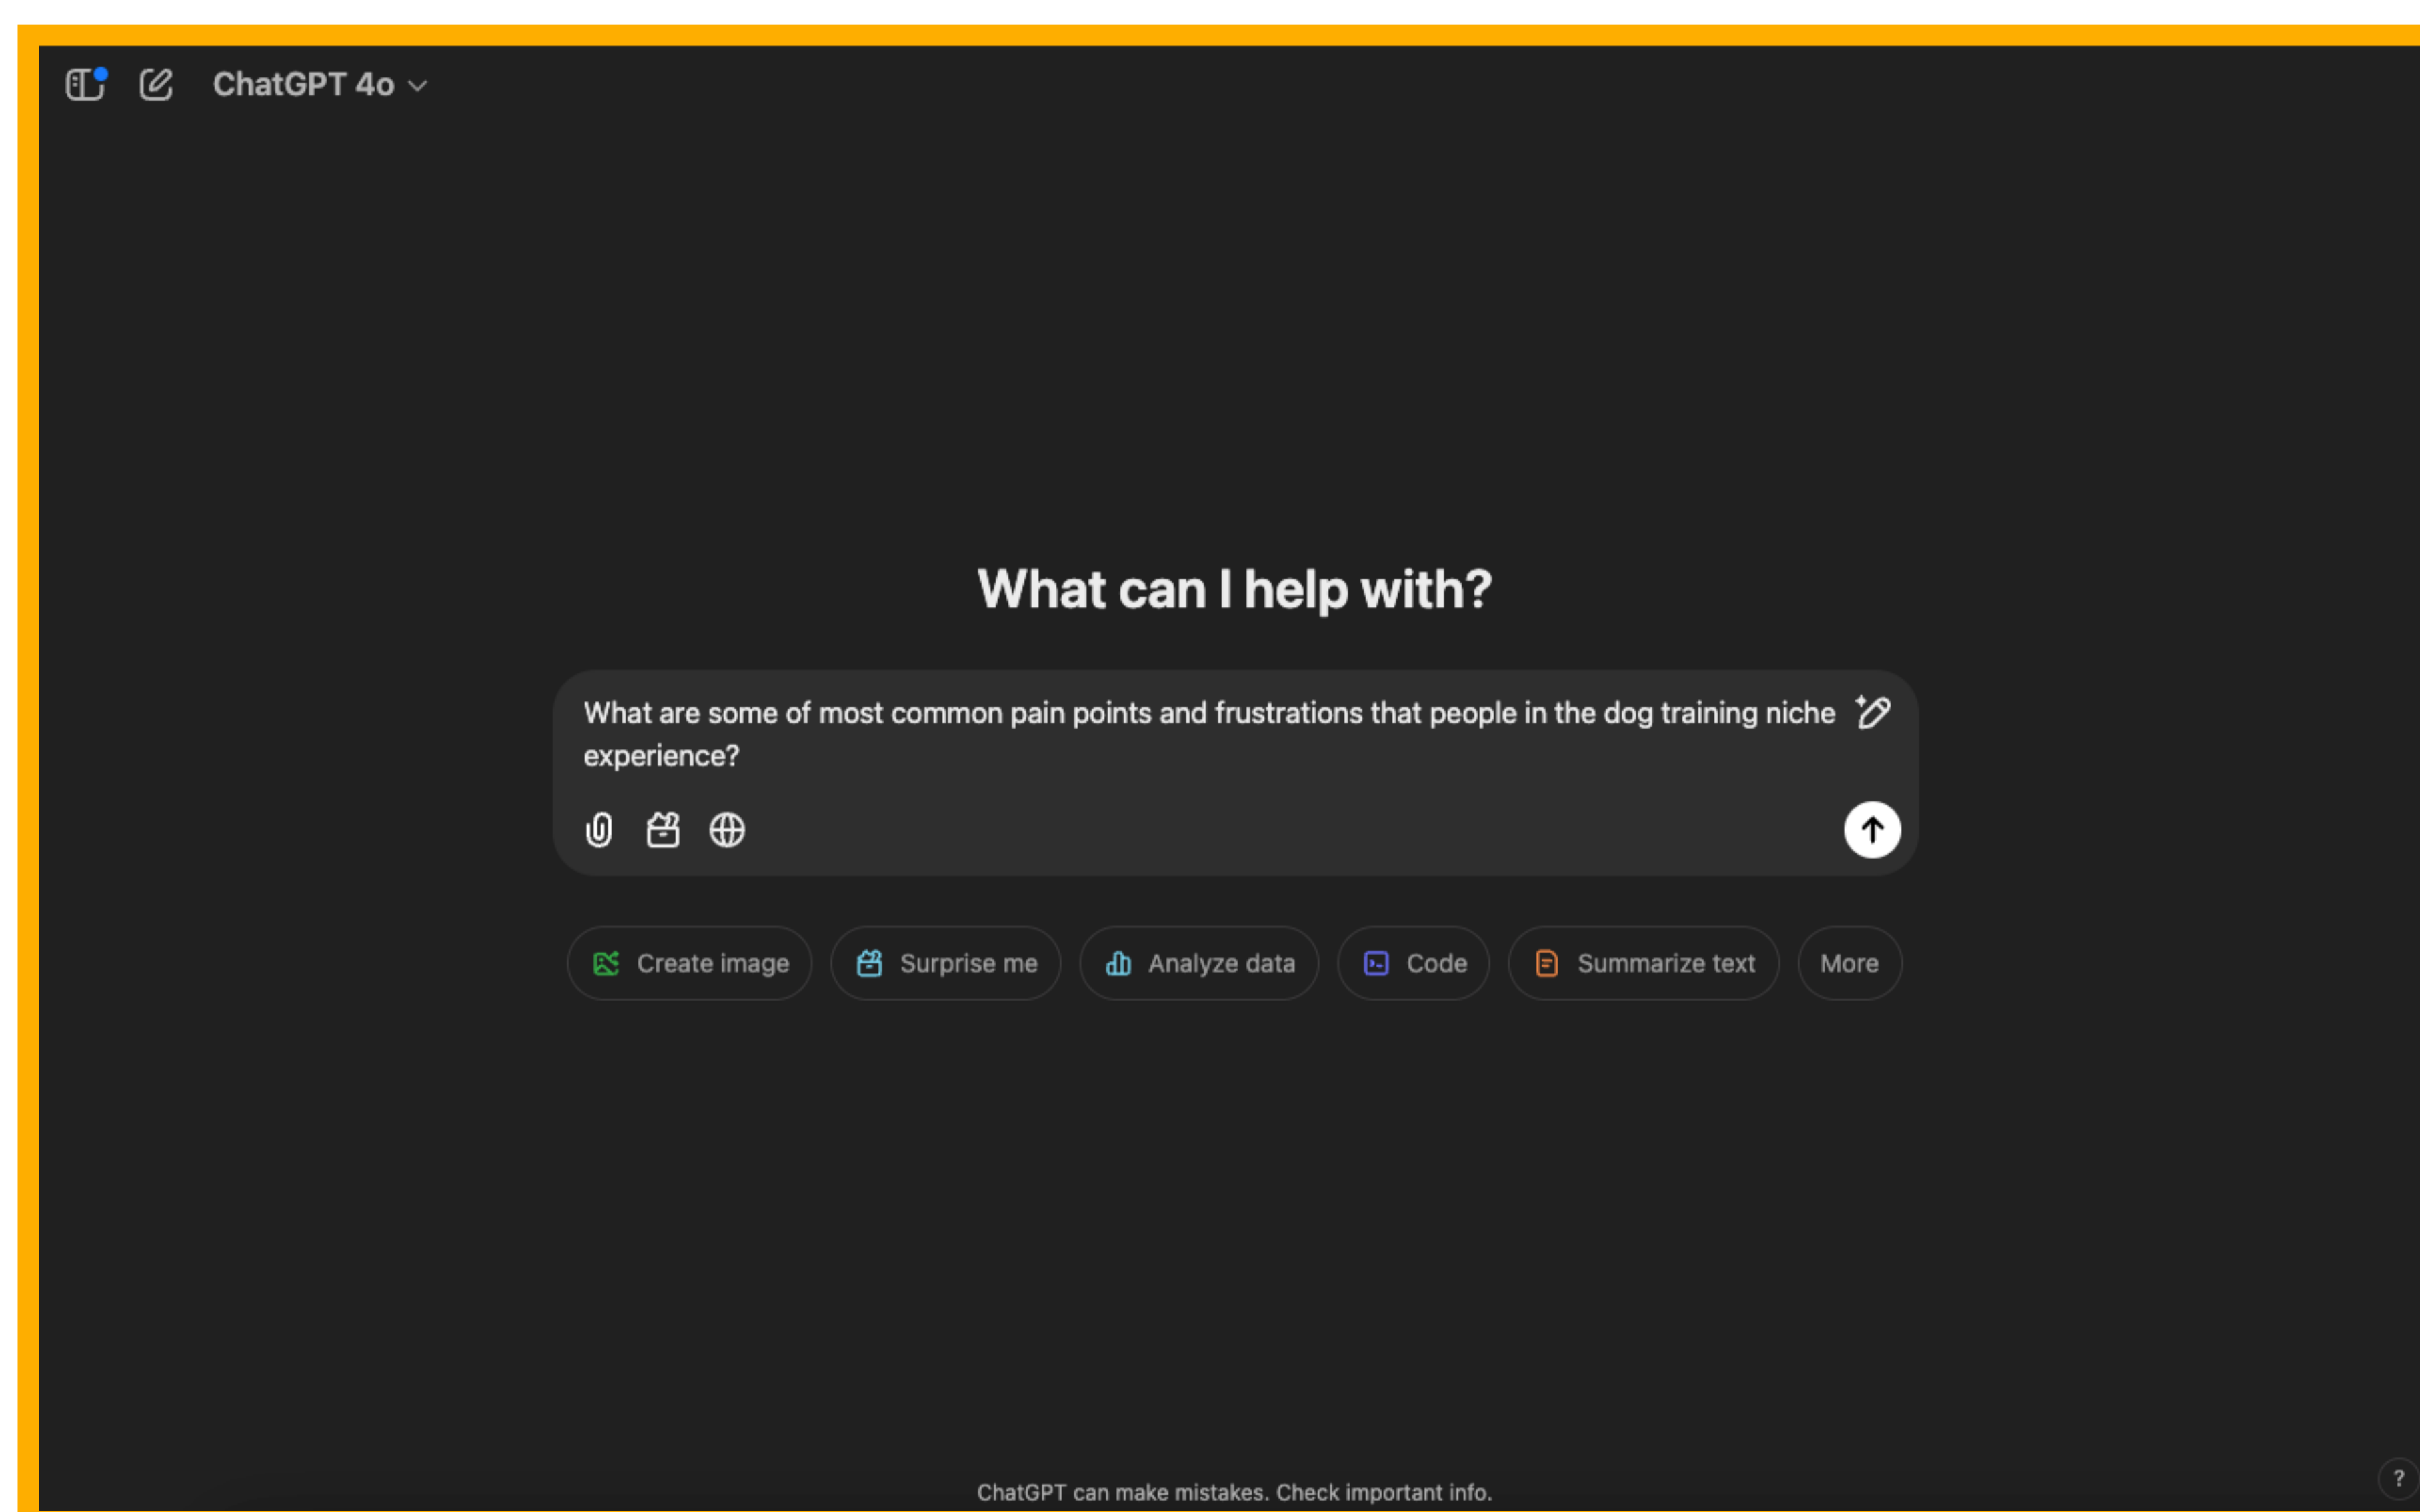 ChatGPT 4o
What can I help with?
What are some of most common pain points and frustrations that people in the dog training niche
experience?
Create image
Surprise me
Analyze data
Code
Summarize text
More
ChatGPT can make mistakes. Check important info.
?